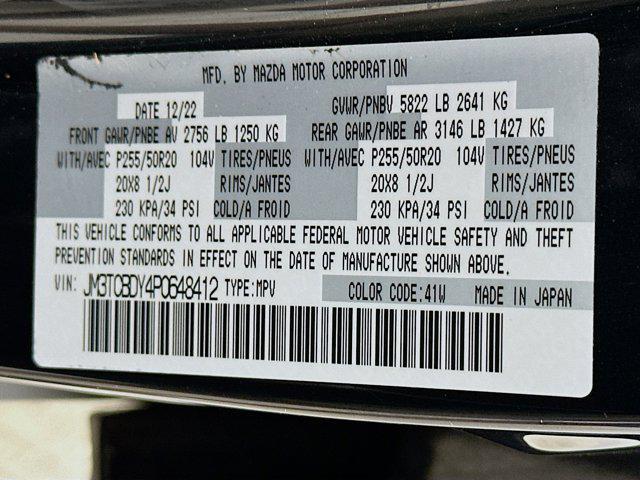 MFD. BY MAZDA MOTOR CORPORATION
DATE 12/22 GVWR/PNBV 5822 LB 2641 KG
FRONT GAWR/PNBE AV 2756 LB 1250 KG REAR GAWR/PNBE AR 3146 LB 1427 KG
WITH/AVEC P255/50R20 104V TIRES/PNEUS WITH/AVEC P255/50R20 104V TIRES/PNEUS
20X8 1/2J RIMS/JANTES 20X8 1/2J RIMS/JANTES
230 KPA/34 PSI COLD/A FROID 230 KPA/34 PSI COLD/A FROID
THIS VEHICLE CONFORMS TO ALL APPLICABLE FEDERAL MOTOR VEHICLE SAFETY AND THEFT
PREVENTION STANDARDS IN EFFECT ON THE DATE OF MANUFACTURE SHOWN ABOVE.
VIN: JM3TCBDY4P0648412 TYPE:MPV COLOR CODE:41W MADE IN JAPAN